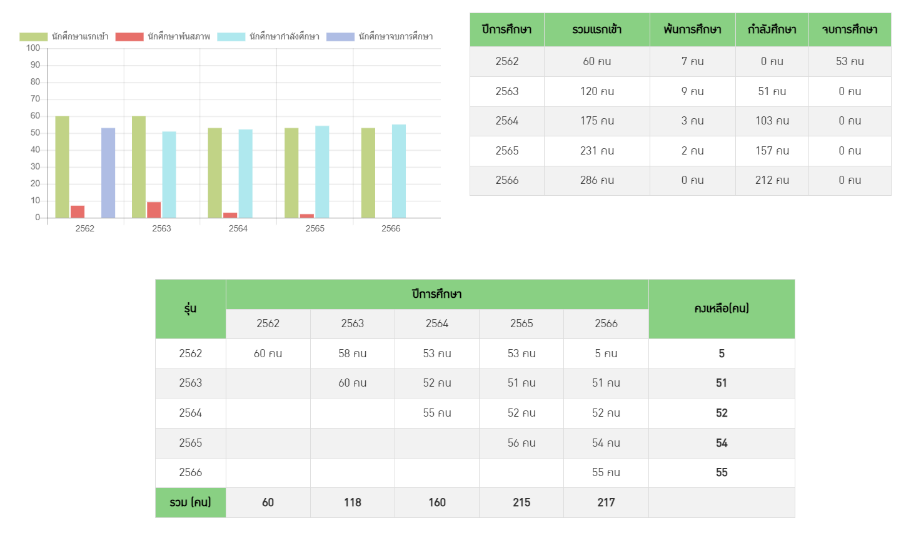 นักศึกษาแรกเข้า นักศึกษาพ้นสภาพ นักศึกษากำลังศึกษา นักศึกษาจบการศึกษา
100
90
80
70
60
50
40
30
20
10
0
2562 2563 2564 2565 2566
ปีการศึกษา รวมแรกเข้า พ้นการศึกษา กำลังศึกษา จบการศึกษา
2562 60 คน 7 คน 0 คน 53 คน
2563 120 คน 9 คน 51 คน 0 คน
2564 175 คน 3 คน 103 คน 0 คน
2565 231 คน 2 คน 157 คน 0 คน
2566 286 คน 0 คน 212 คน 0 คน
รุ่น ปีการศึกษา คงเหลือ(คน)
2562 2563 2564 2565 2566
2562 60 คน 58 คน 53 คน 53 คน 5 คน 5
2563 60 คน 52 คน 51 คน 51 คน 51
2564 55 คน 52 คน 52 คน 52
2565 56 คน 54 คน 54
2566 55 คน 55
รวม (คน) 60 118 160 215 217